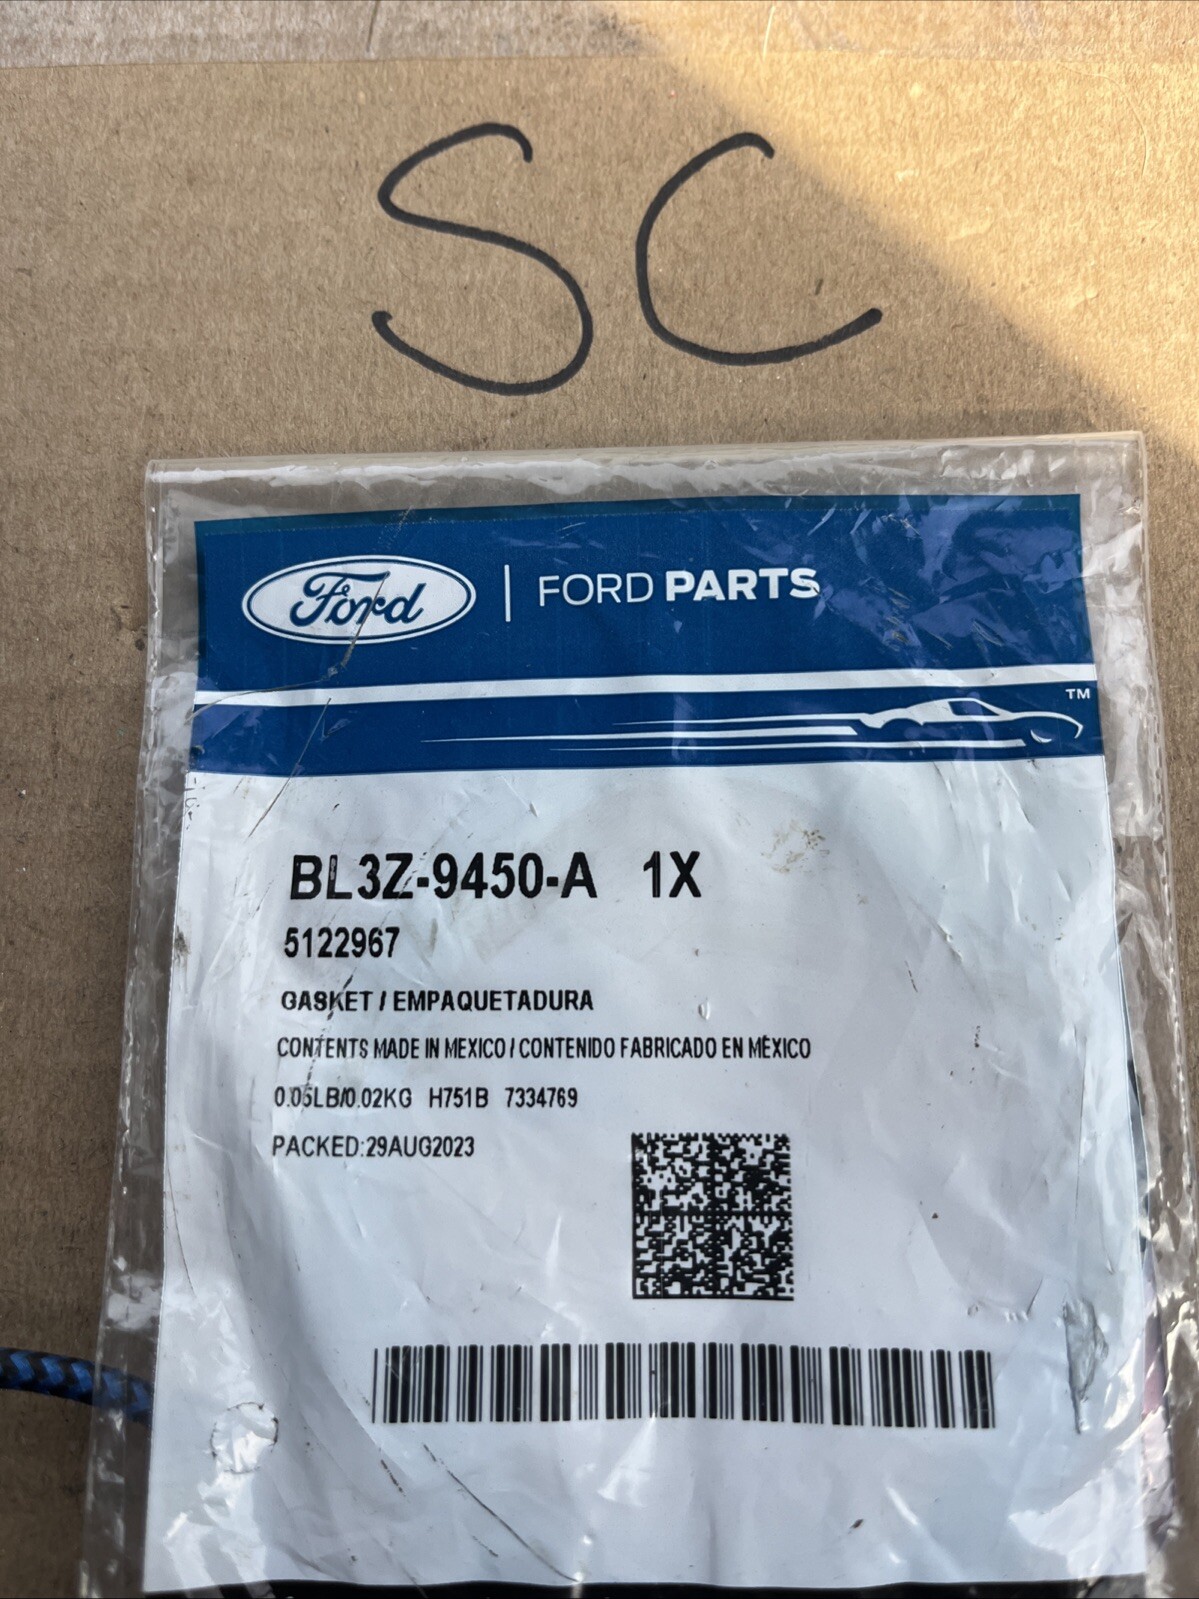 SC
Ford | FORD PARTS
TM
BL3Z-9450-A 1X
5122967
GASKET / EMPAQUETADURA
CONTENTS MADE IN MEXICO / CONTENIDO FABRICADO EN MÉXICO
0.05LB/0.02KG H751B 7334769
PACKED:29AUG2023